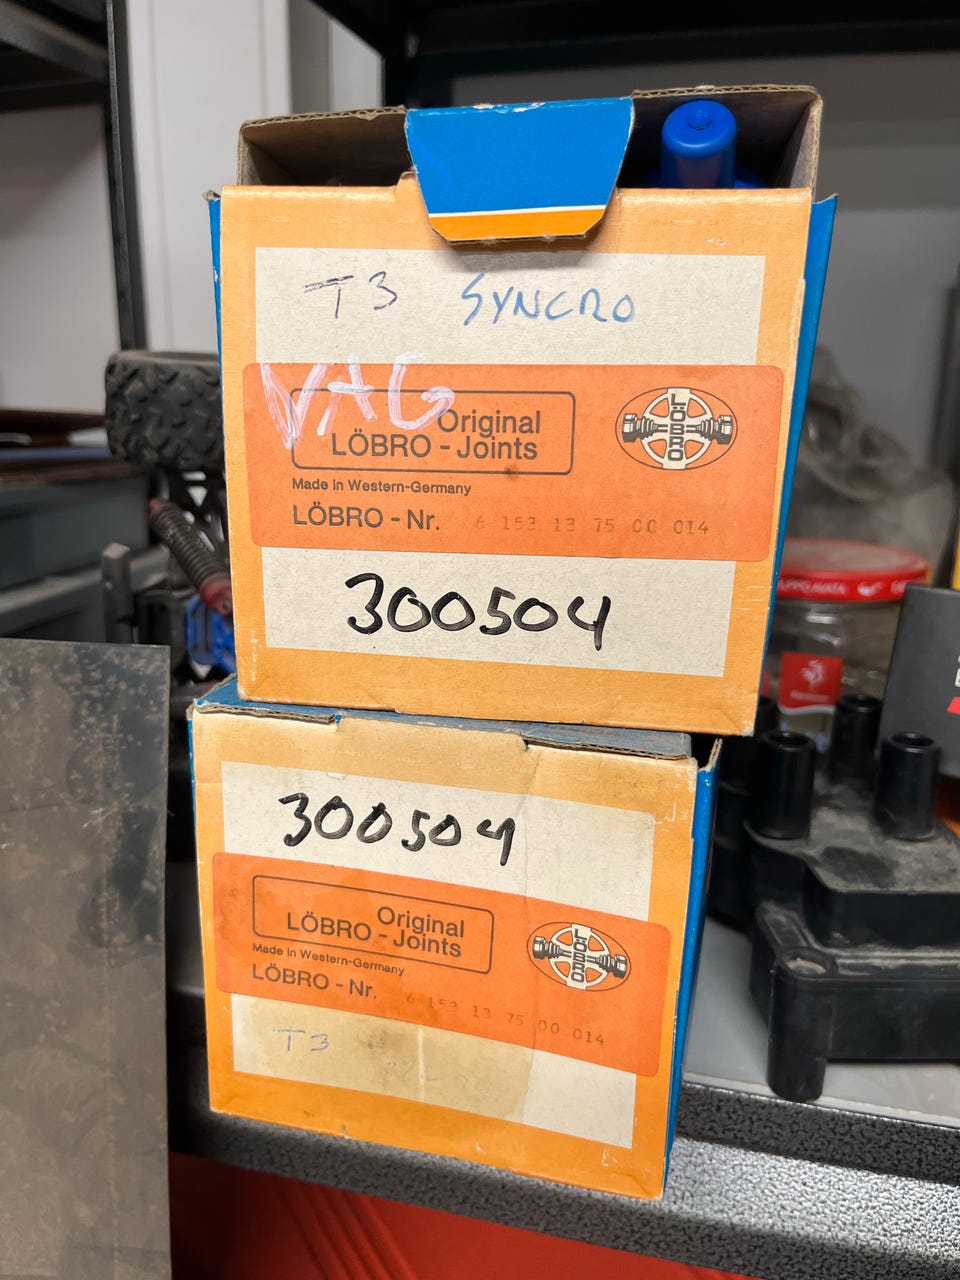 T3 SYNCRO
VAG
Original
LÖBRO - Joints
LÖBRO
Made in Western-Germany
LÖBRO - Nr. 6 153 13 75 00 014
300504
300504
Original
LÖBRO - Joints
LÖBRO
Made in Western-Germany
LÖBRO - Nr. 6 153 13 75 00 014
T3